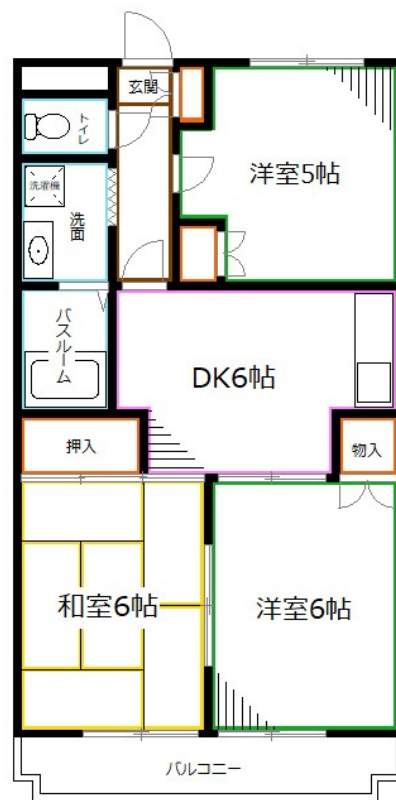 玄関
トイレ
洋室5帖
洗濯機
洗面
バスルーム
DK6帖
押入
物入
和室6帖
洋室6帖
バルコニー